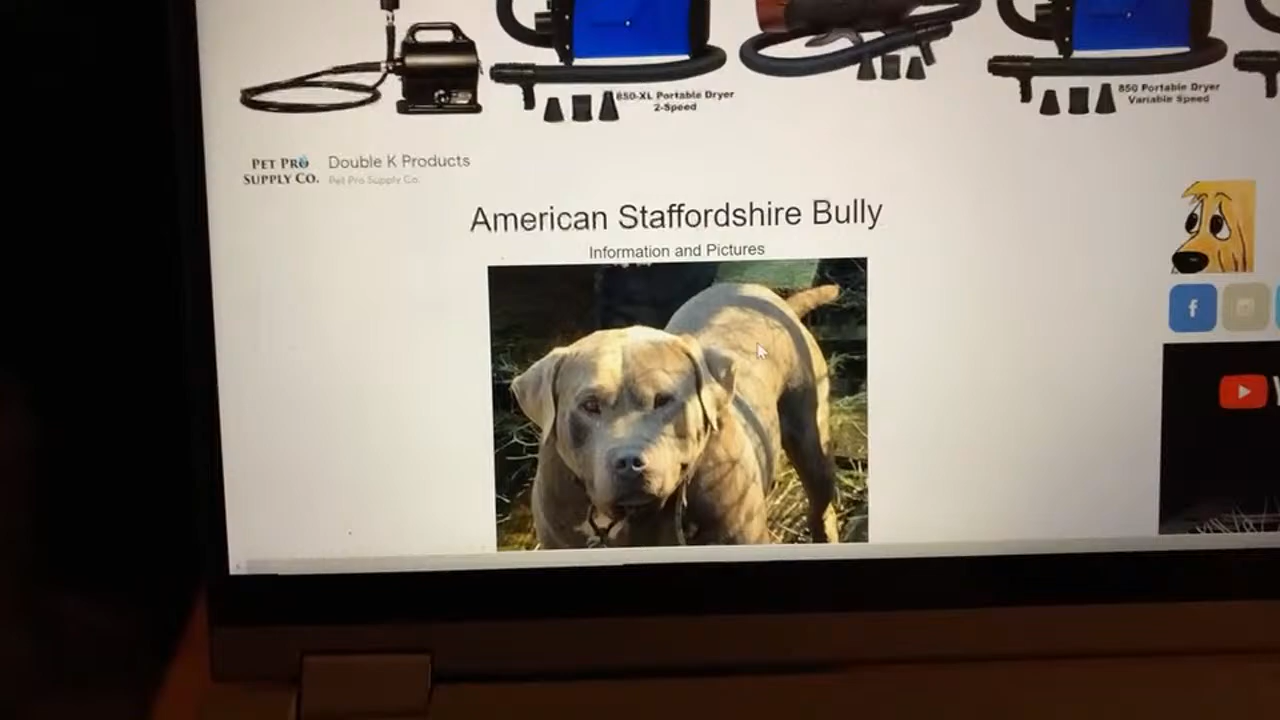 850-XL Portable Dryer
2-Speed
850 Portable Dryer
Variable Speed
PET PRO
SUPPLY CO.
Double K Products
Pet Pro Supply Co.
American Staffordshire Bully
Information and Pictures
f